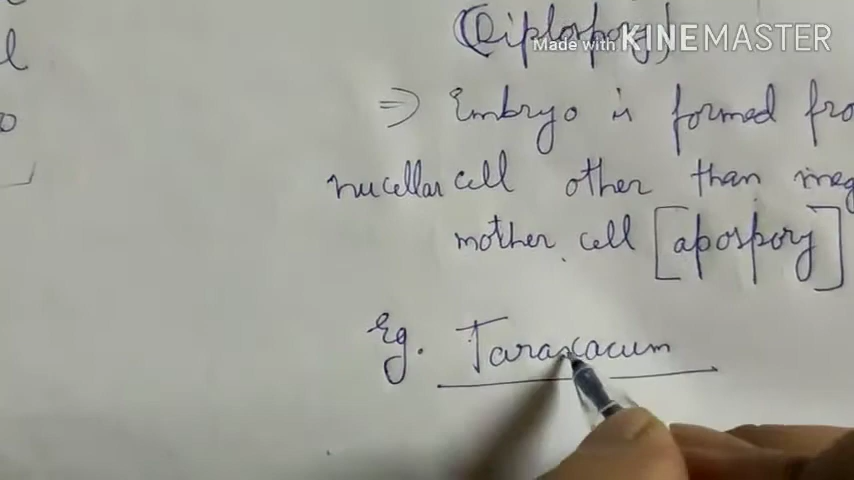 l
o
(Diplospory)
Made with KINEMASTER
⇒ Embryo is formed fro
nucellar cell other than meg
mother cell [apospory]
Eg. Taraxacum